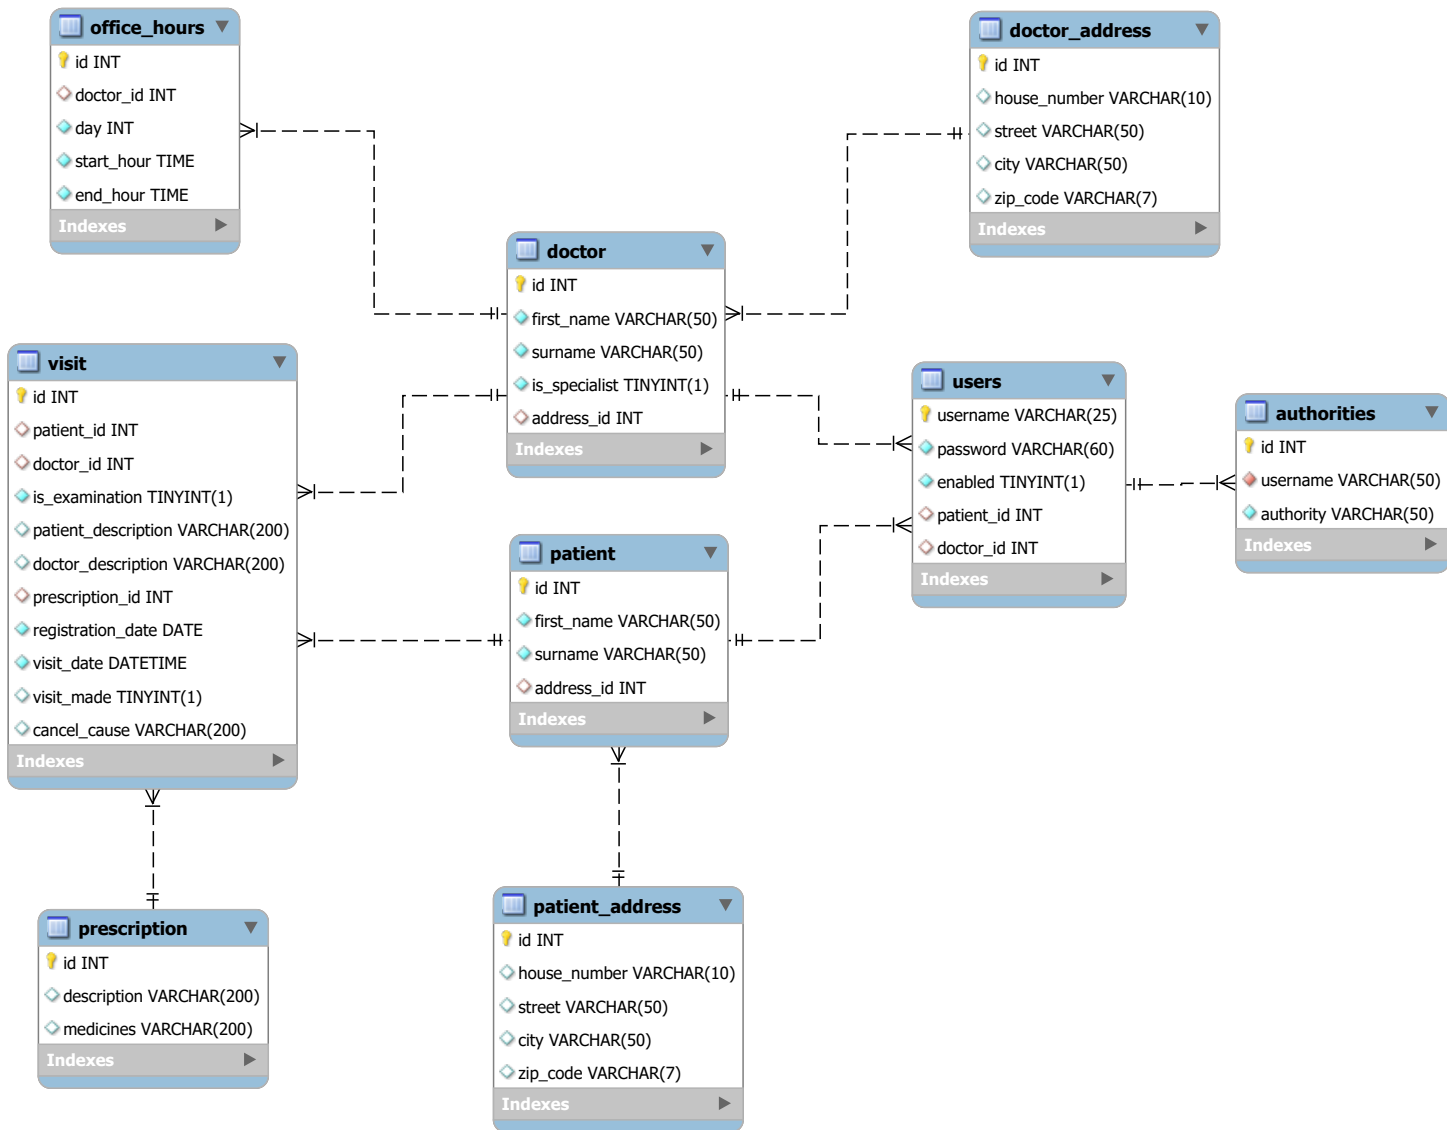 office_hours
id INT
doctor_id INT
day INT
start_hour TIME
end_hour TIME
Indexes
doctor_address
id INT
house_number VARCHAR(10)
street VARCHAR(50)
city VARCHAR(50)
zip_code VARCHAR(7)
Indexes
doctor
id INT
first_name VARCHAR(50)
surname VARCHAR(50)
is_specialist TINYINT(1)
address_id INT
Indexes
visit
id INT
patient_id INT
doctor_id INT
is_examination TINYINT(1)
patient_description VARCHAR(200)
doctor_description VARCHAR(200)
prescription_id INT
registration_date DATE
visit_date DATETIME
visit_made TINYINT(1)
cancel_cause VARCHAR(200)
Indexes
users
username VARCHAR(25)
password VARCHAR(60)
enabled TINYINT(1)
patient_id INT
doctor_id INT
Indexes
authorities
id INT
username VARCHAR(50)
authority VARCHAR(50)
Indexes
patient
id INT
first_name VARCHAR(50)
surname VARCHAR(50)
address_id INT
Indexes
prescription
id INT
description VARCHAR(200)
medicines VARCHAR(200)
Indexes
patient_address
id INT
house_number VARCHAR(10)
street VARCHAR(50)
city VARCHAR(50)
zip_code VARCHAR(7)
Indexes